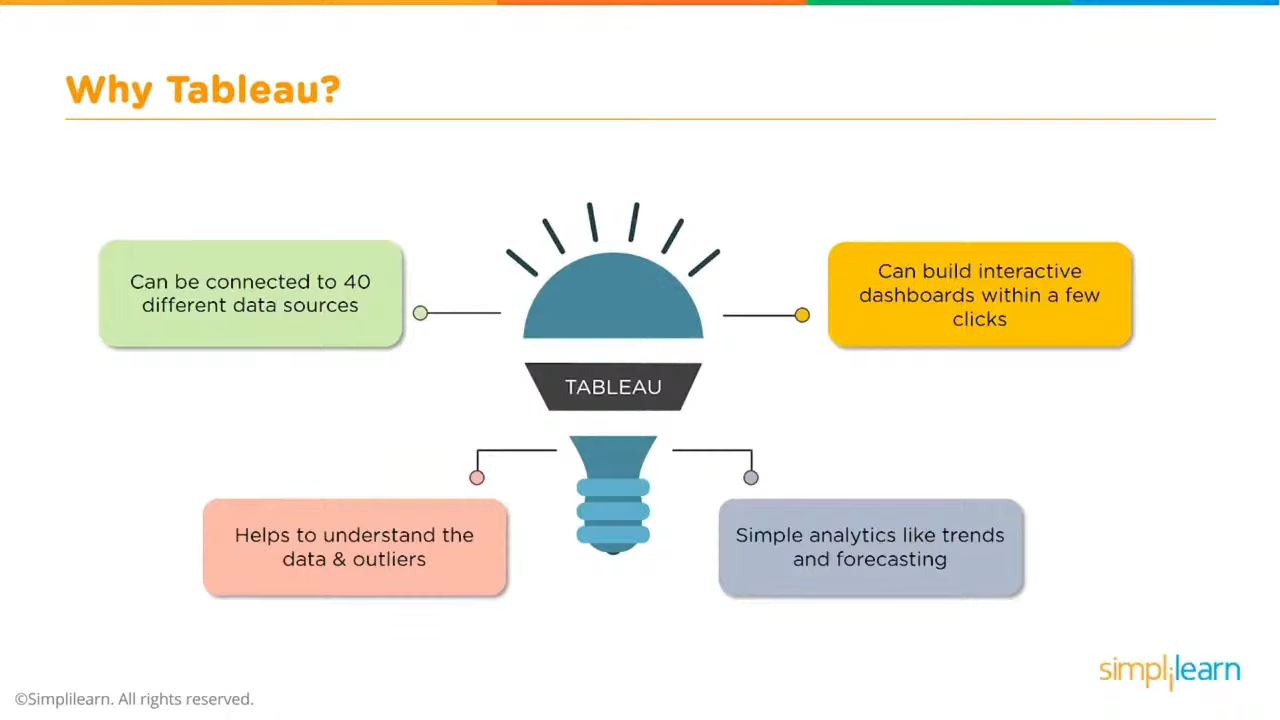 Why Tableau?
Can be connected to 40
different data sources
Can build interactive
dashboards within a few
clicks
TABLEAU
Helps to understand the
data & outliers
Simple analytics like trends
and forecasting
simplilearn
©Simplilearn. All rights reserved.